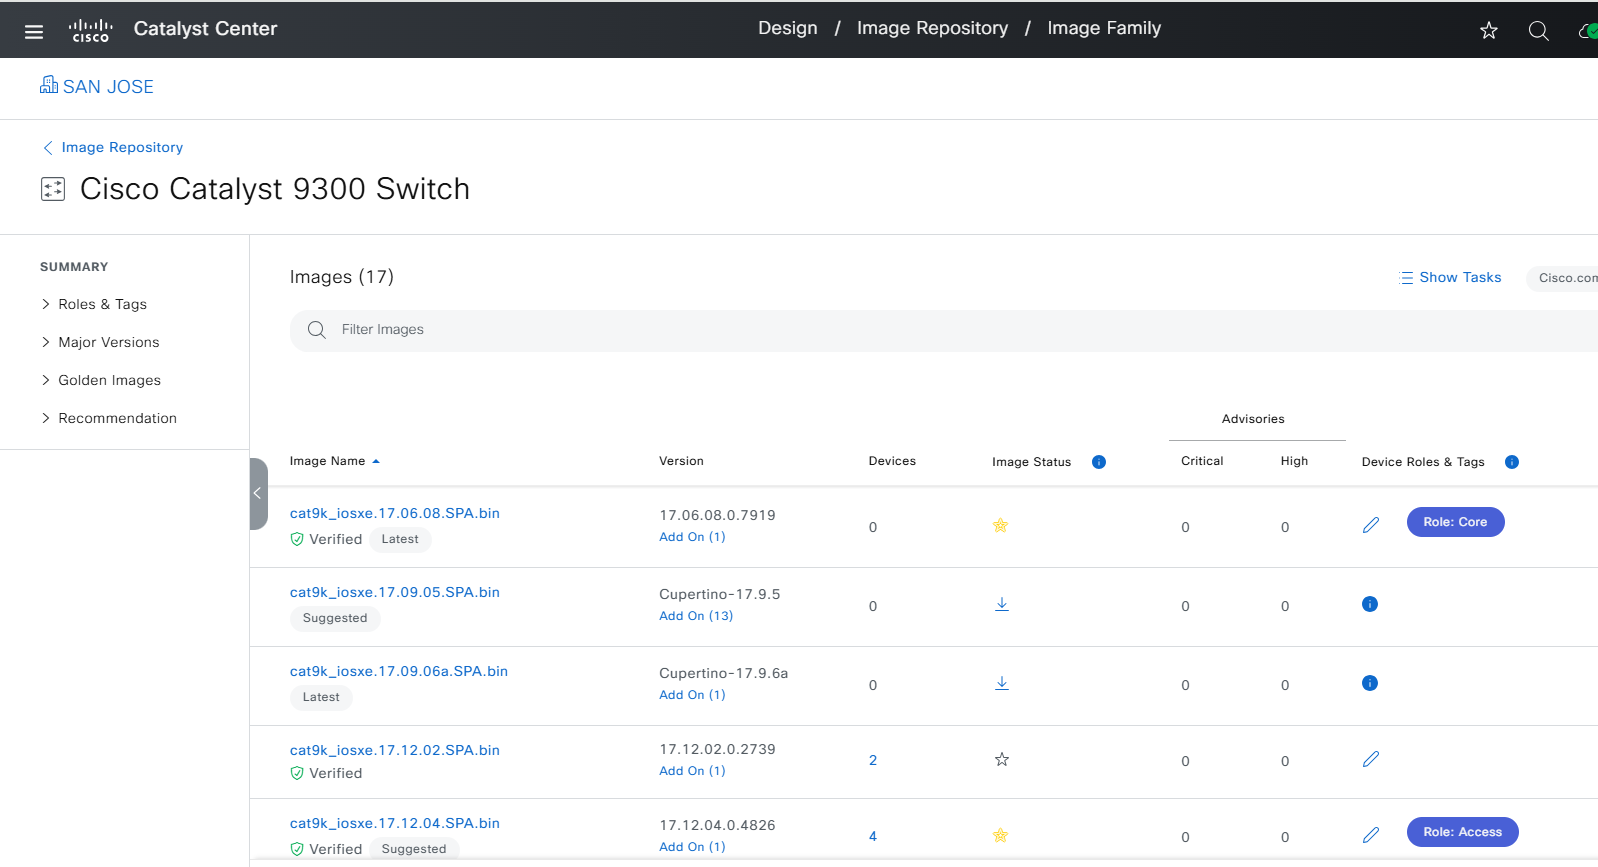 cisco Catalyst Center Design / Image Repository / Image Family
SAN JOSE
Image Repository
Cisco Catalyst 9300 Switch
SUMMARY
Roles & Tags
Major Versions
Golden Images
Recommendation
Images (17)
Show Tasks
Cisco.com
Filter Images
Advisories
Image Name Version Devices Image Status Critical High Device Roles & Tags
cat9k_iosxe.17.06.08.SPA.bin
Verified Latest
17.06.08.0.7919
Add On (1)
0
0
0
Role: Core
cat9k_iosxe.17.09.05.SPA.bin
Suggested
Cupertino-17.9.5
Add On (13)
0
0
0
cat9k_iosxe.17.09.06a.SPA.bin
Latest
Cupertino-17.9.6a
Add On (1)
0
0
0
cat9k_iosxe.17.12.02.SPA.bin
Verified
17.12.02.0.2739
Add On (1)
2
0
0
cat9k_iosxe.17.12.04.SPA.bin
Verified Suggested
17.12.04.0.4826
Add On (1)
4
0
0
Role: Access